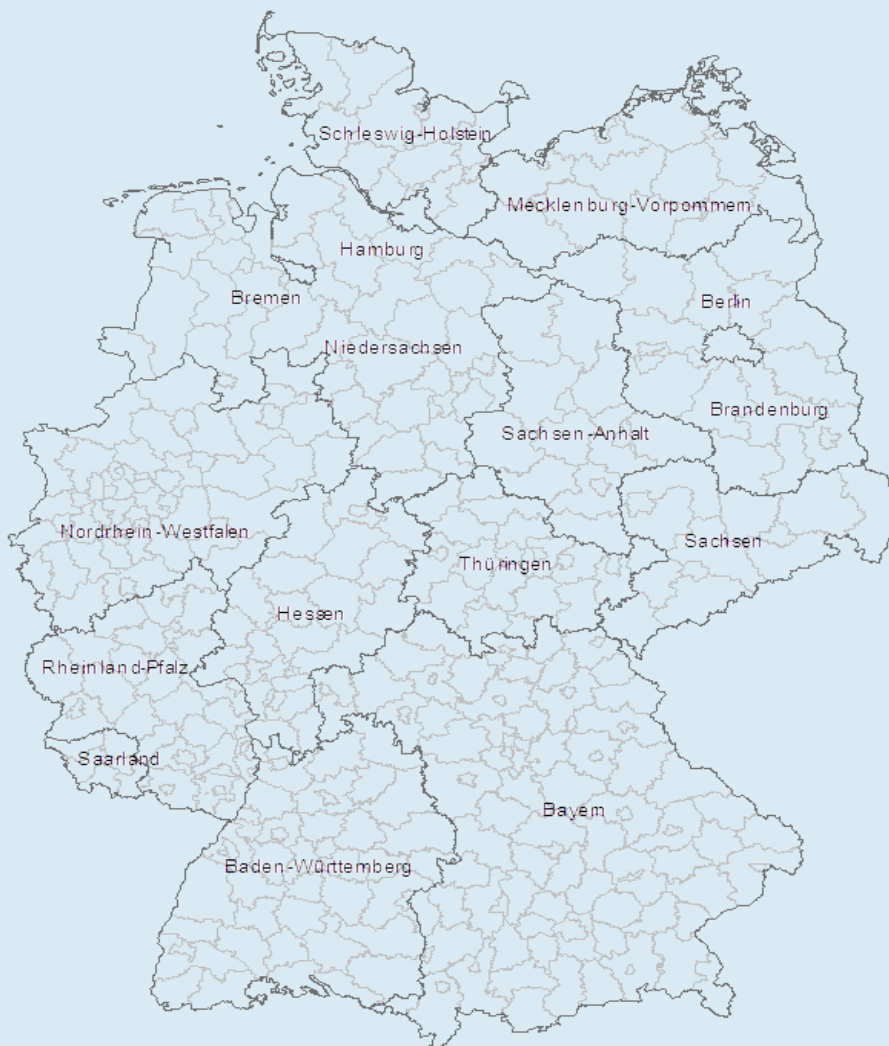 Schleswig-Holstein
Mecklenburg-Vorpommern
Hamburg
Bremen
Berlin
Niedersachsen
Brandenburg
Sachsen-Anhalt
Nordrhein-Westfalen
Sachsen
Thüringen
Hessen
Rheinland-Pfalz
Saarland
Bayern
Baden-Württemberg